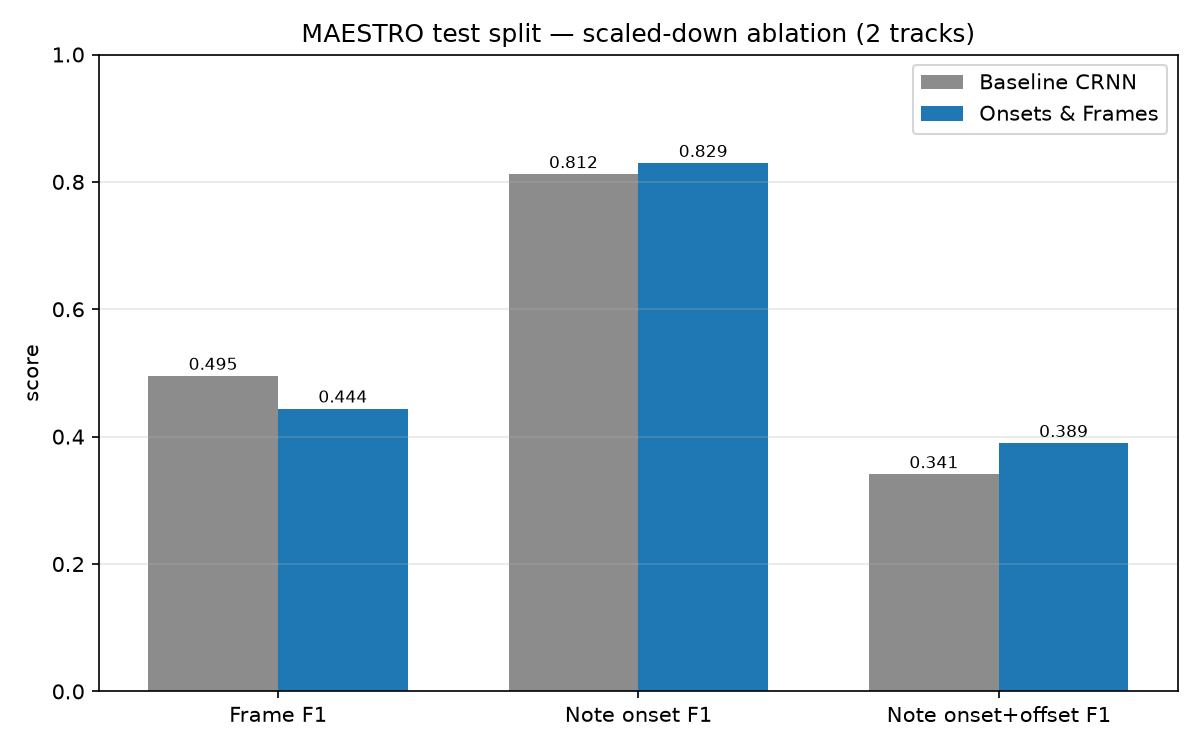 MAESTRO test split — scaled-down ablation (2 tracks)
Baseline CRNN
Onsets & Frames
score
1.0
0.8
0.6
0.4
0.2
0.0
0.495
0.444
0.812
0.829
0.341
0.389
Frame F1
Note onset F1
Note onset+offset F1